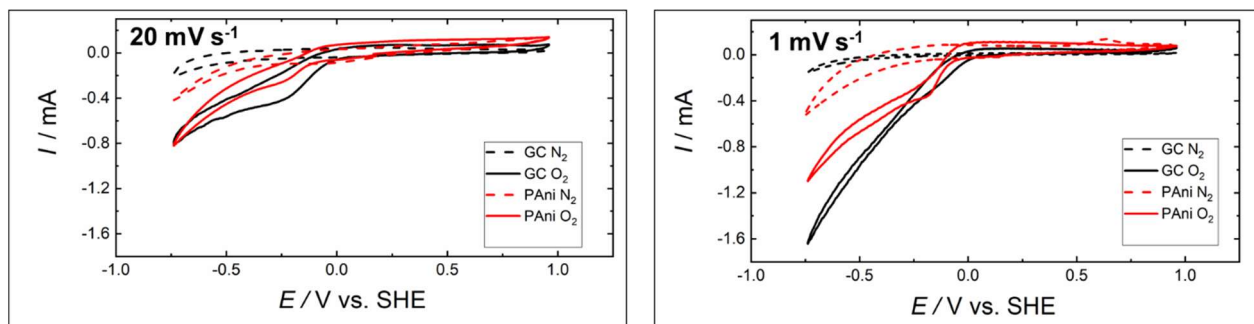 20 mV s⁻¹
0.0
-0.4
-0.8
-1.2
-1.6
I / mA
GC N₂
GC O₂
PAni N₂
PAni O₂
-1.0 -0.5 0.0 0.5 1.0
E / V vs. SHE
1 mV s⁻¹
0.0
-0.4
-0.8
-1.2
-1.6
I / mA
GC N₂
GC O₂
PAni N₂
PAni O₂
-1.0 -0.5 0.0 0.5 1.0
E / V vs. SHE